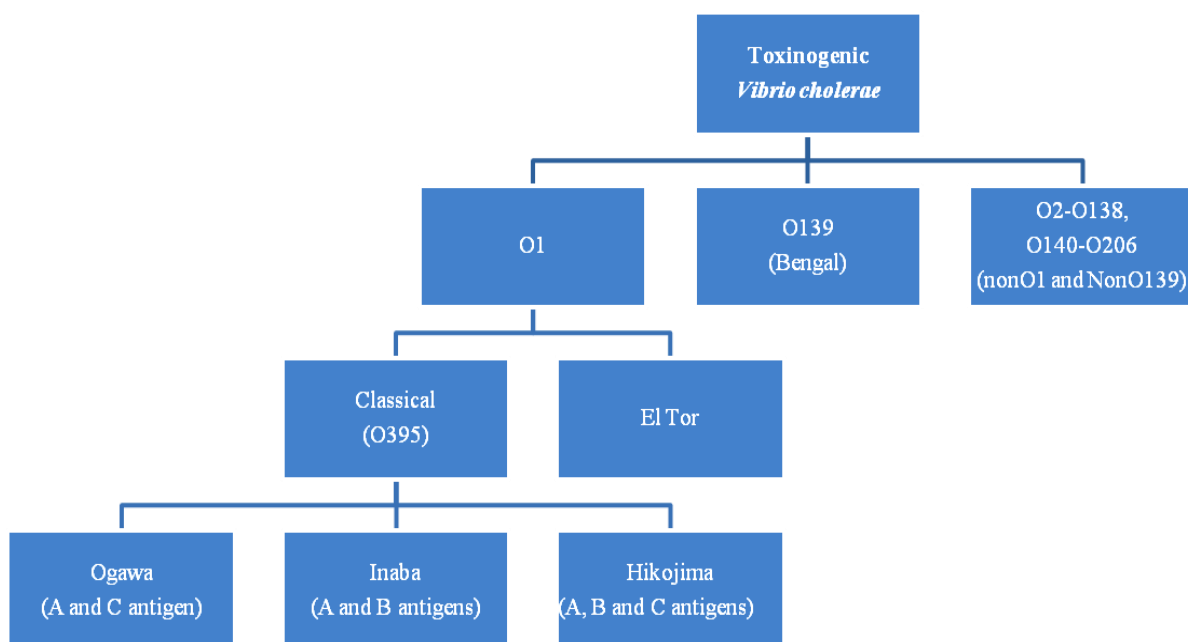 Toxinogenic
Vibrio cholerae
O1
O139
(Bengal)
O2-O138,
O140-O206
(nonO1 and NonO139)
Classical
(O395)
El Tor
Ogawa
(A and C antigen)
Inaba
(A and B antigens)
Hikojima
(A, B and C antigens)